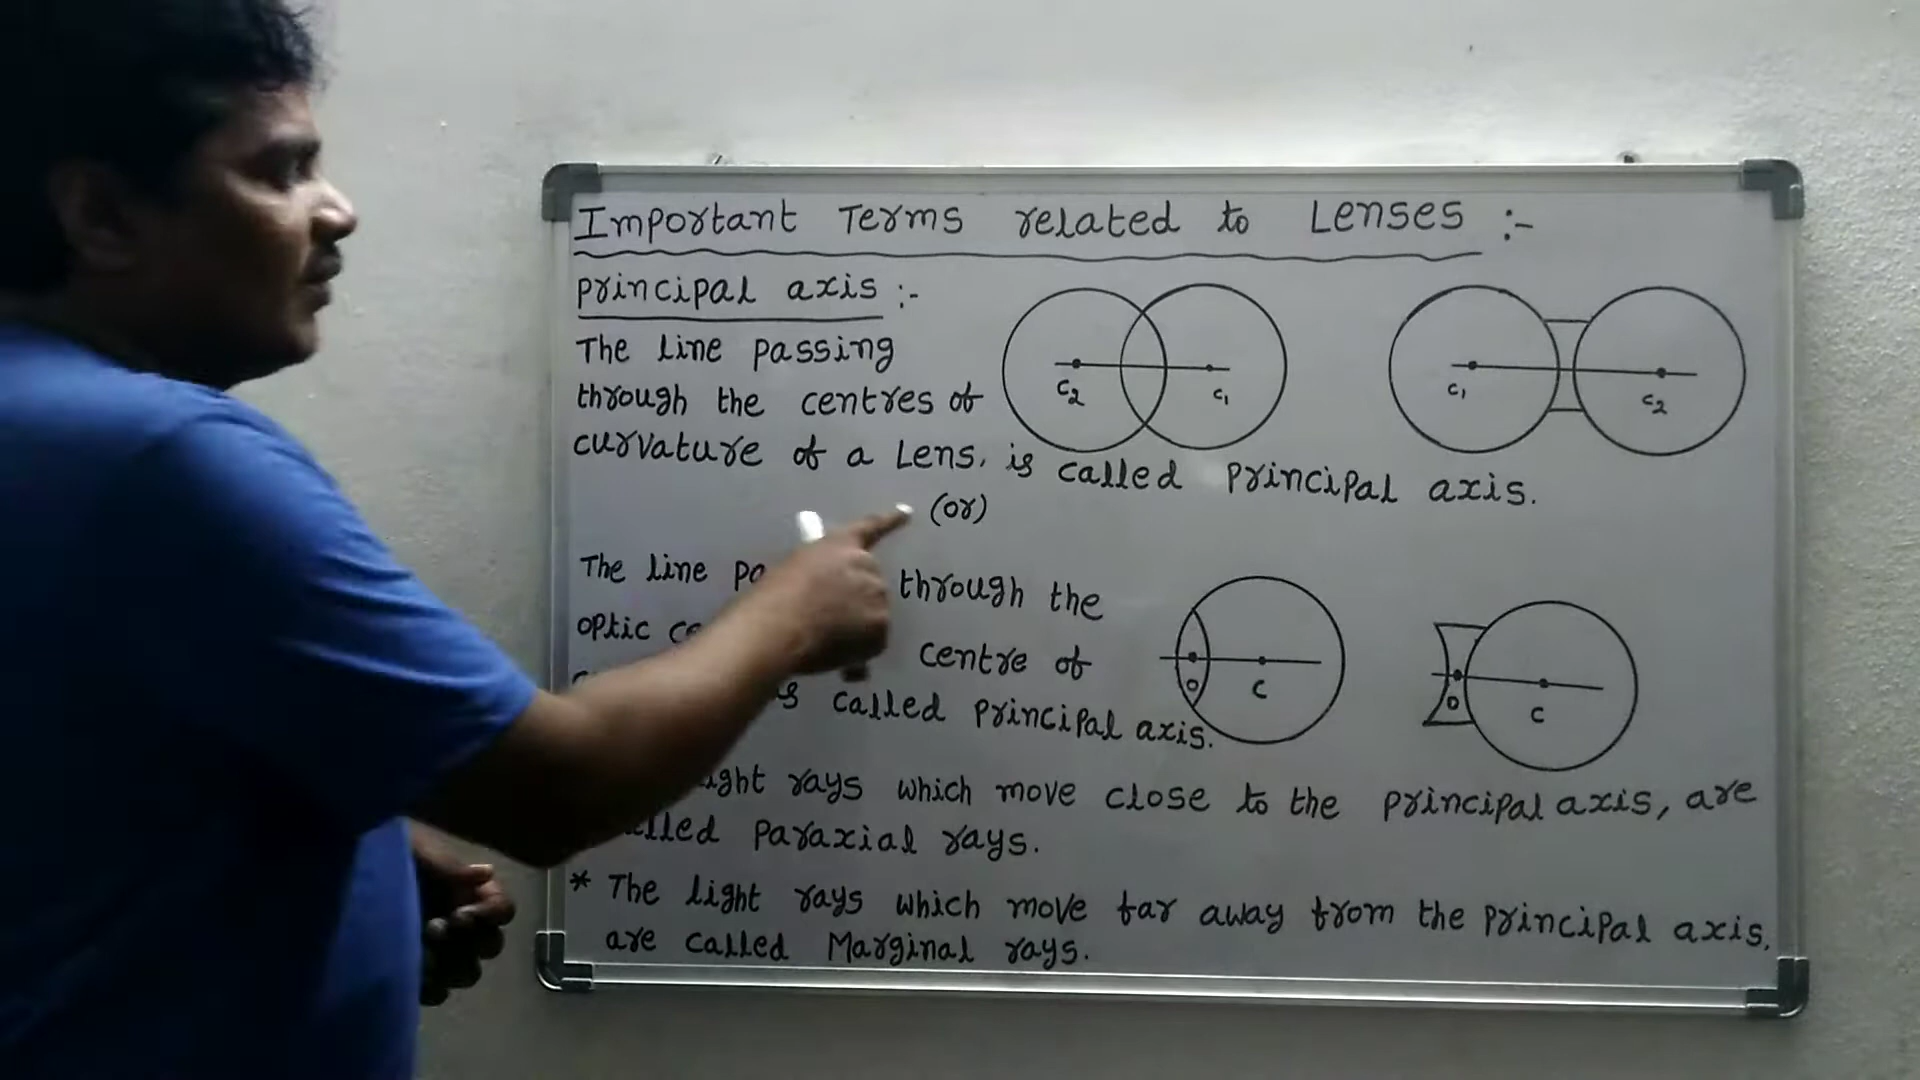 Important Terms related to Lenses :-
principal axis :-
The line passing
through the centres of
curvature of a Lens, is called principal axis.
C2 C1
C1 C2
(or)
The line through the
optic centre of
called principal axis.
O C
O C
rays which move close to the principal axis, are
paraxial rays.
* The light rays which move far away from the principal axis,
are called Marginal rays.